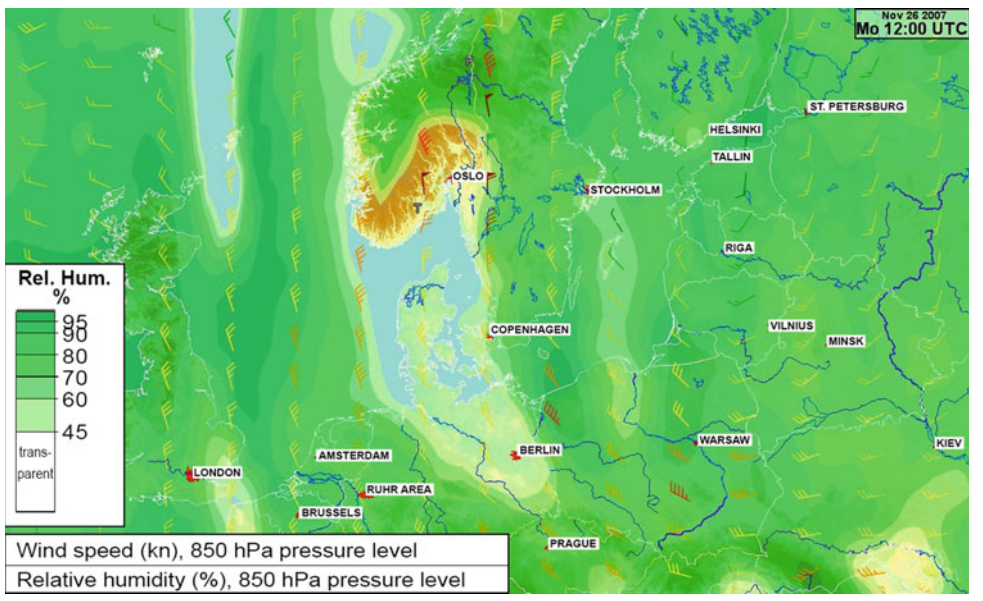 Nov 26 2007
Mo 12:00 UTC
ST. PETERSBURG
HELSINKI
TALLIN
OSLO
STOCKHOLM
T
RIGA
Rel. Hum.
%
95
90
80
70
60
45
trans-
parent
COPENHAGEN
VILNIUS
MINSK
WARSAW
KIEV
BERLIN
AMSTERDAM
LONDON
RUHR AREA
BRUSSELS
PRAGUE
Wind speed (kn), 850 hPa pressure level
Relative humidity (%), 850 hPa pressure level